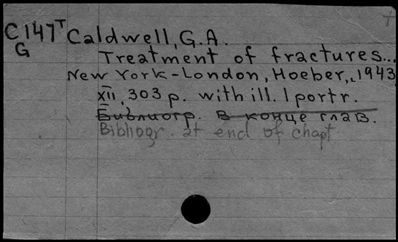 C147T Caldwell, G.A.
G
Treatment of fractures...
New York-London, Hoeber, 1943
XII, 303 p. with ill. 1 portr.
Библиогр. в конце глав.
Bibliogr. at end of chapt